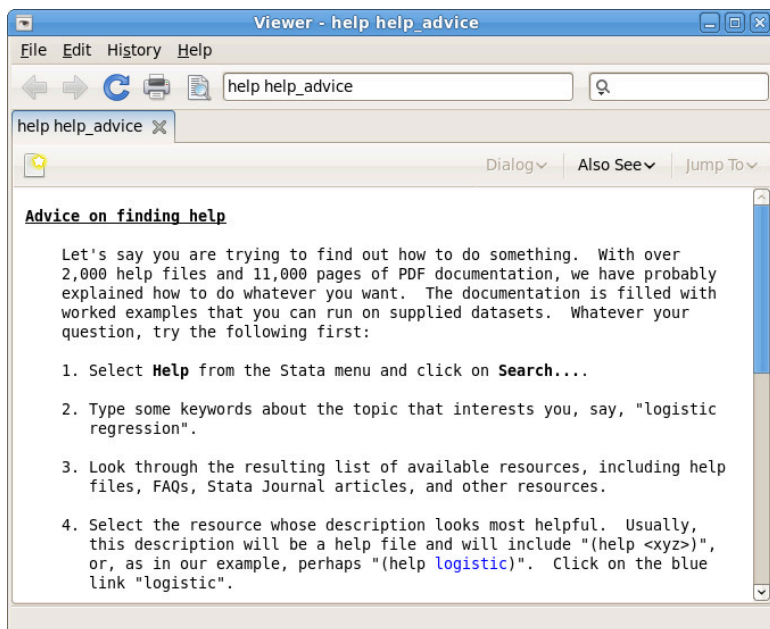 Viewer - help help_advice
File Edit History Help
help help_advice
help help_advice
Dialog Also See Jump To
Advice on finding help
Let's say you are trying to find out how to do something. With over
2,000 help files and 11,000 pages of PDF documentation, we have probably
explained how to do whatever you want. The documentation is filled with
worked examples that you can run on supplied datasets. Whatever your
question, try the following first:
1. Select Help from the Stata menu and click on Search....
2. Type some keywords about the topic that interests you, say, "logistic
regression".
3. Look through the resulting list of available resources, including help
files, FAQs, Stata Journal articles, and other resources.
4. Select the resource whose description looks most helpful. Usually,
this description will be a help file and will include "(help <xyz>)",
or, as in our example, perhaps "(help logistic)". Click on the blue
link "logistic".